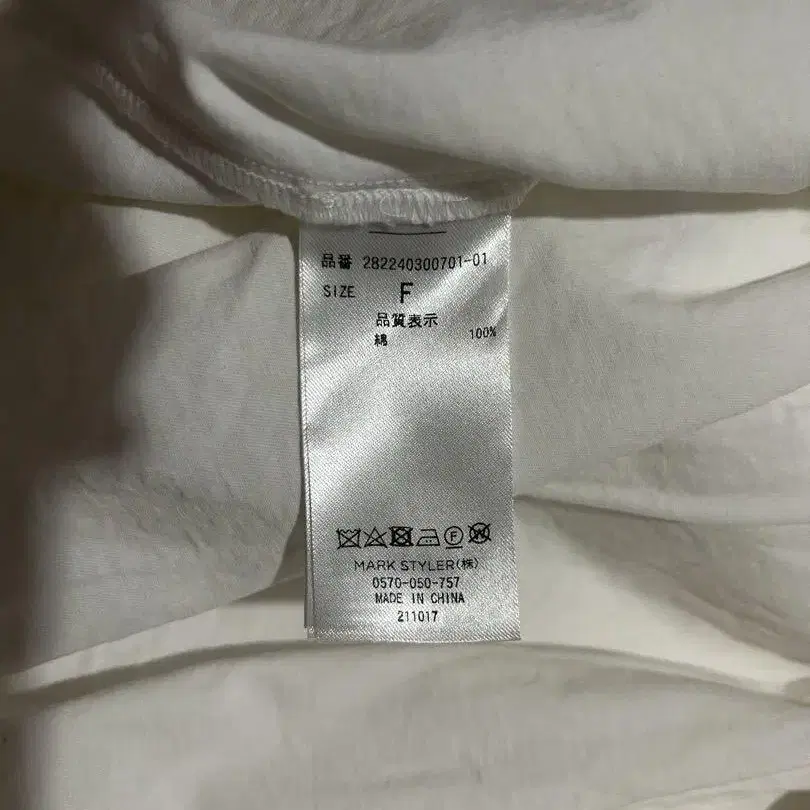 品番 282240300701-01
SIZE F
品質表示
綿 100%
F W
MARK STYLER(株)
0570-050-757
MADE IN CHINA
211017